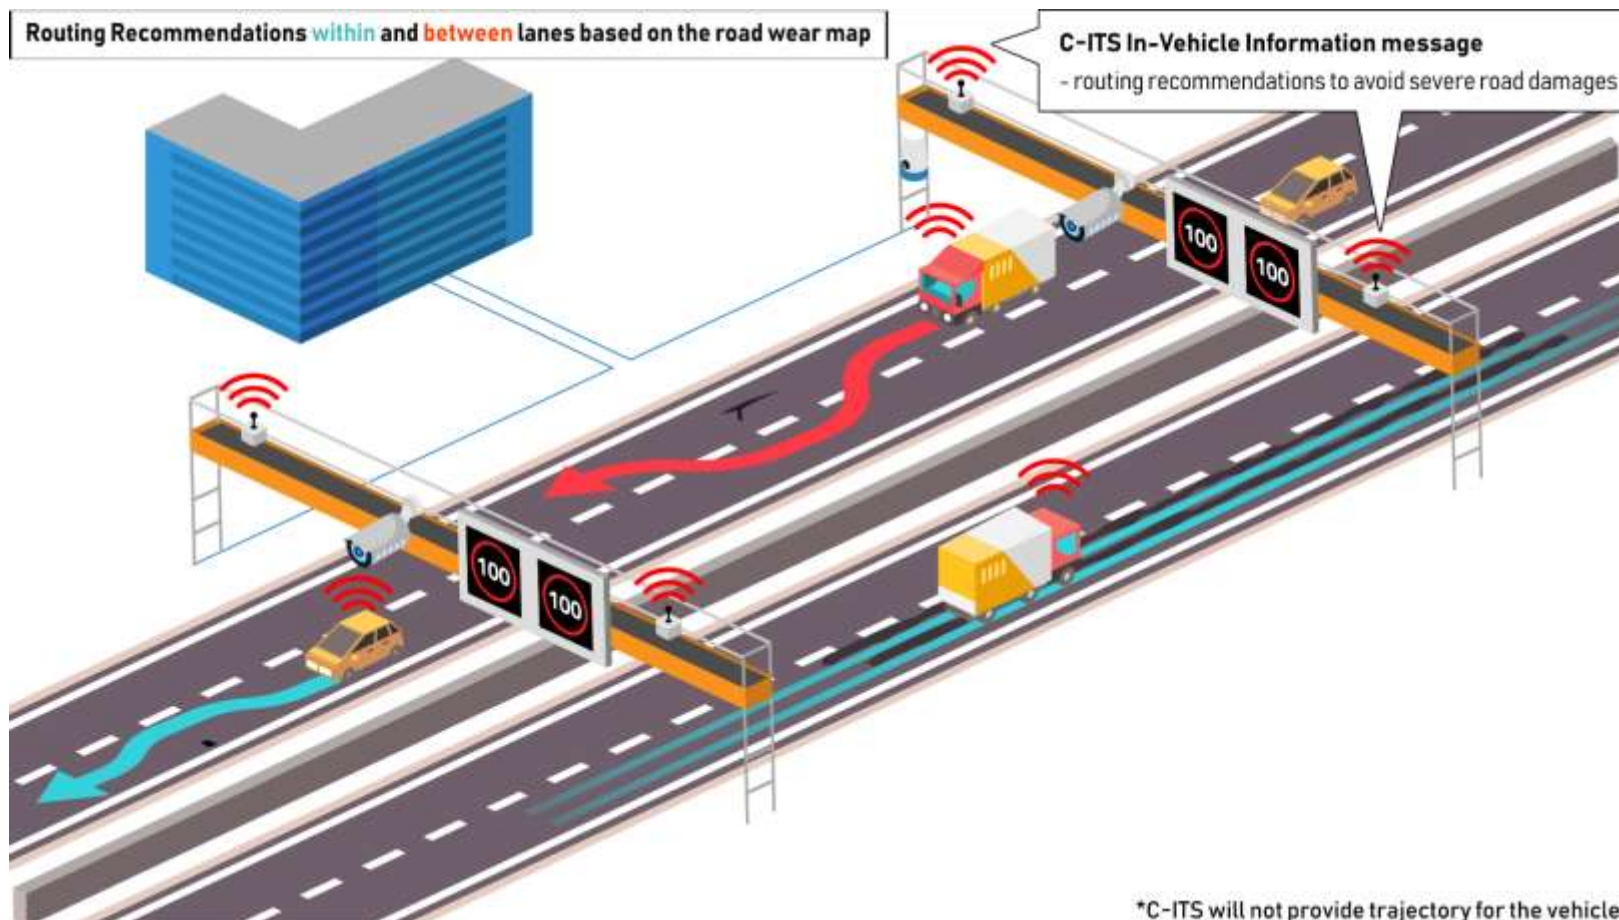 Routing Recommendations within and between lanes based on the road wear map
C-ITS In-Vehicle Information message
- routing recommendations to avoid severe road damages
100
100
100
100
*C-ITS will not provide trajectory for the vehicle